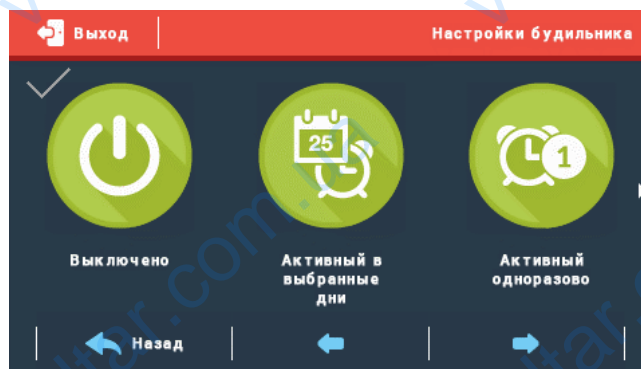 Выход
Настройки будильника
25
1
Выключено
Активный в
выбранные
дни
Активный
одноразово
Назад